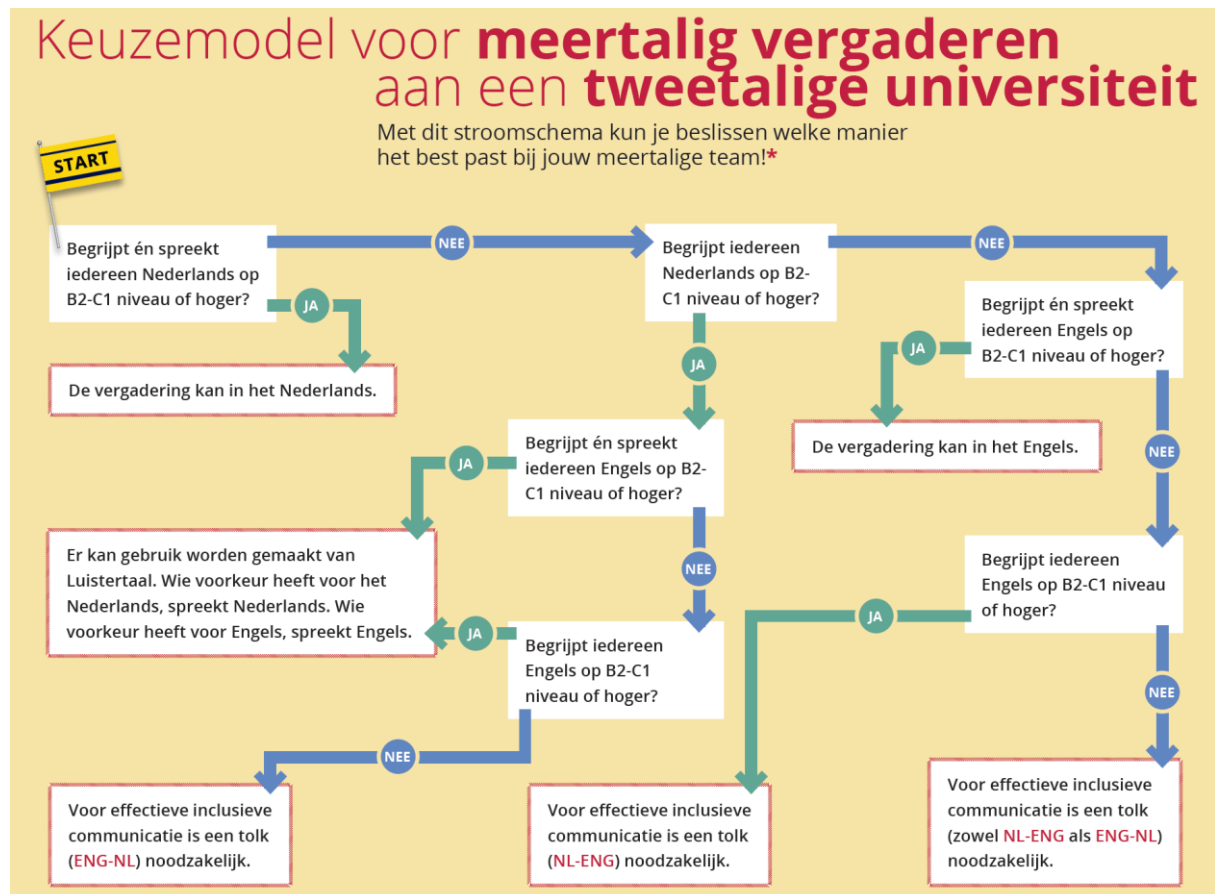 Keuzemodel voor meertalig vergaderen
aan een tweetalige universiteit
Met dit stroomschema kun je beslissen welke manier
het best past bij jouw meertalige team!*
START
Begrijpt én spreekt
iedereen Nederlands op
B2-C1 niveau of hoger?
NEE
Begrijpt iedereen
Nederlands op B2-
C1 niveau of hoger?
NEE
JA
Begrijpt én spreekt
iedereen Engels op
B2-C1 niveau of hoger?
JA
JA
De vergadering kan in het Nederlands.
Begrijpt én spreekt
iedereen Engels op B2-
C1 niveau of hoger?
De vergadering kan in het Engels.
JA
NEE
Er kan gebruik worden gemaakt van
Luistertaal. Wie voorkeur heeft voor het
Nederlands, spreekt Nederlands. Wie
voorkeur heeft voor Engels, spreekt Engels.
NEE
Begrijpt iedereen
Engels op B2-C1 niveau
of hoger?
JA
JA
Begrijpt iedereen
Engels op B2-C1
niveau of hoger?
NEE
NEE
Voor effectieve inclusieve
communicatie is een tolk
(ENG-NL) noodzakelijk.
Voor effectieve inclusieve
communicatie is een tolk
(NL-ENG) noodzakelijk.
Voor effectieve inclusieve
communicatie is een tolk
(zowel NL-ENG als ENG-NL)
noodzakelijk.